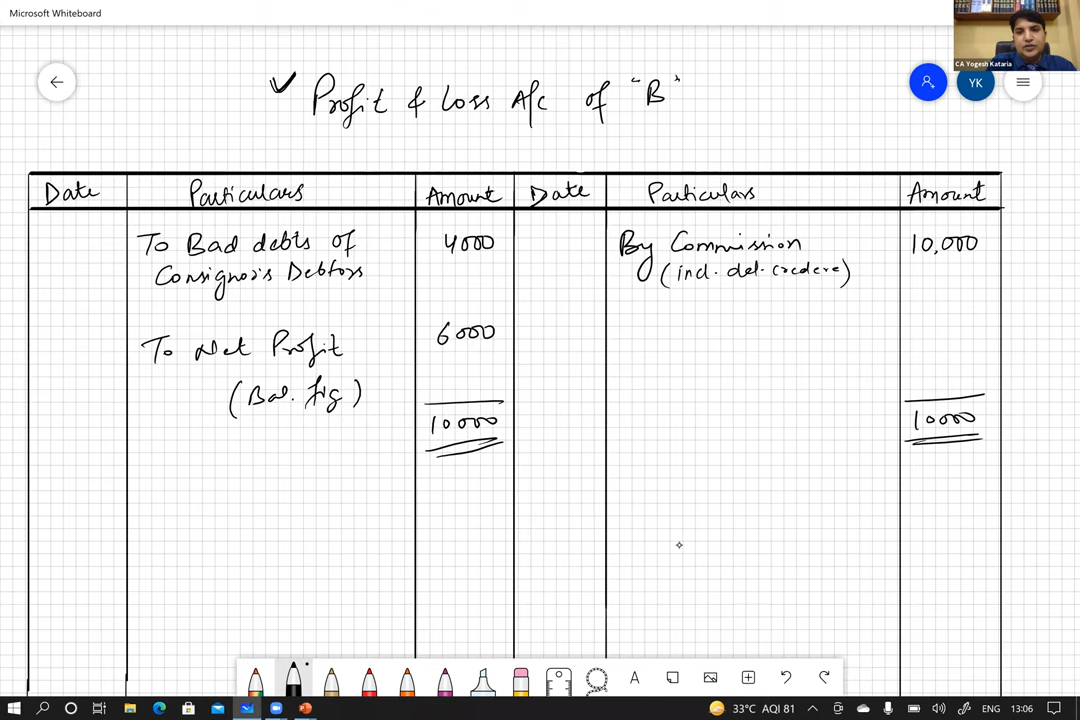 Microsoft Whiteboard
CA Yogesh Kataria
YK
Profit & Loss A/c of "B"
Date Particulars Amount Date Particulars Amount
To Bad debts of 4000 By Commission 10,000
Consignor's Debtors (incl. del-credere)
To Net Profit 6000
(Bal. fig)
10000 10000
A
33°C AQI 81 ENG 13:06